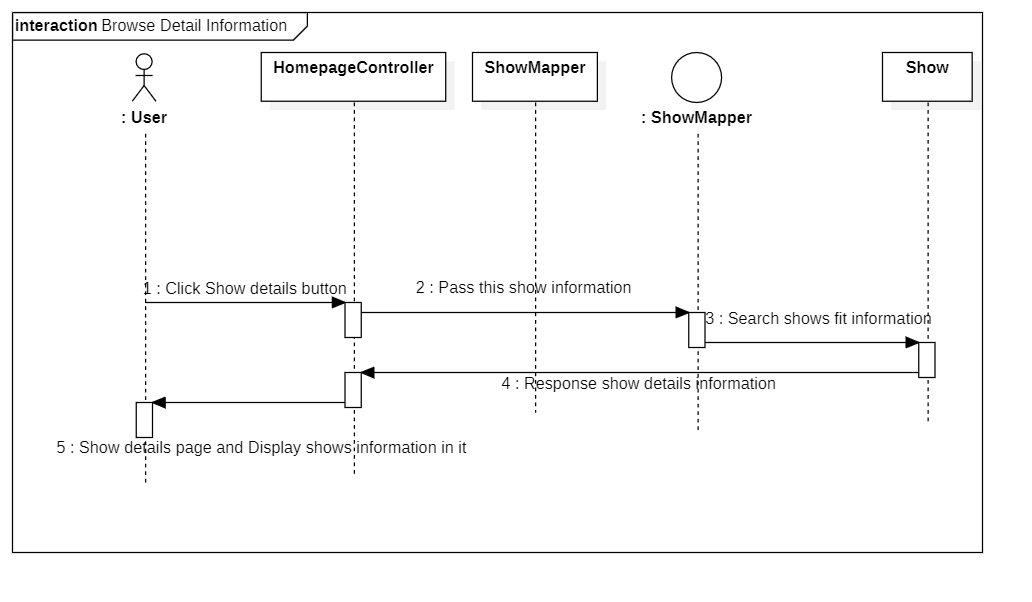 interaction Browse Detail Information
HomepageController
ShowMapper
Show
: User
: ShowMapper
1 : Click Show details button
2 : Pass this show information
3 : Search shows fit information
4 : Response show details information
5 : Show details page and Display shows information in it